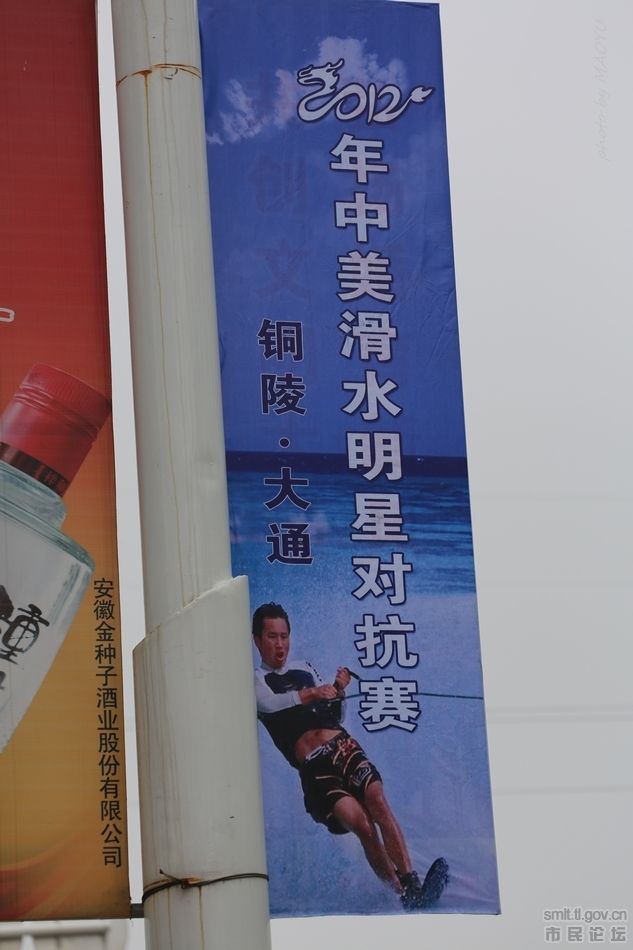 2012
年中美滑水明星对抗赛
铜陵·大通
安徽金种子酒业股份有限公司
photo by MAOYU
smlt.tl.gov.cn
市民论坛